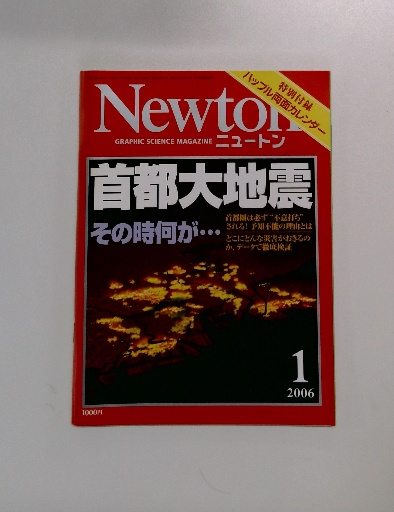 特別付録
ハッブル両面カレンダー
Newton
GRAPHIC SCIENCE MAGAZINE ニュートン
首都大地震
その時何が…
首都圏は必ず“不意打ち”
される！ 予知不能の理由とは
どこにどんな災害がおきるの
か、データで徹底検証
1
2006
1000円